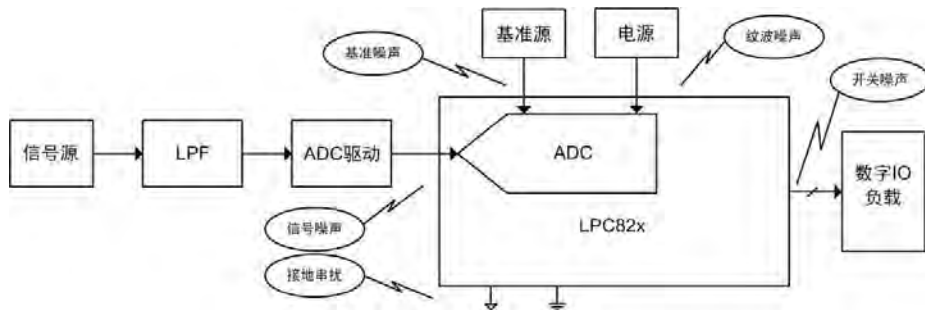 基准源
电源
基准噪声
纹波噪声
开关噪声
信号源
LPF
ADC驱动
ADC
数字IO
负载
LPC82x
信号噪声
接地串扰